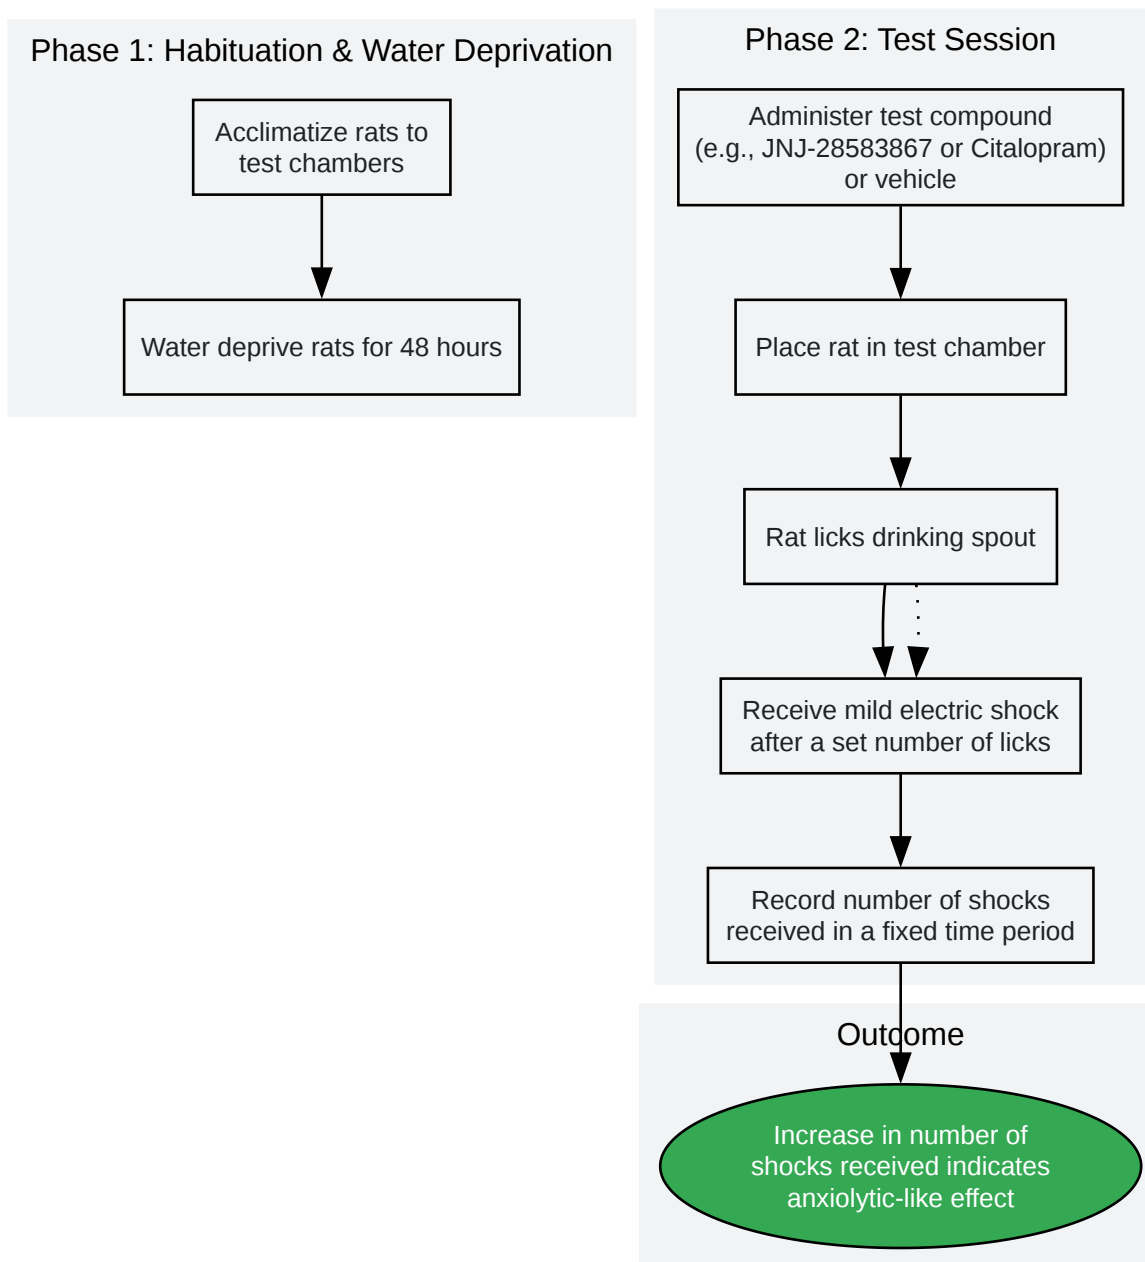 Phase 1: Habituation & Water Deprivation
Acclimatize rats to
test chambers
Water deprive rats for 48 hours
Phase 2: Test Session
Administer test compound
(e.g., JNJ-28583867 or Citalopram)
or vehicle
Place rat in test chamber
Rat licks drinking spout
Receive mild electric shock
after a set number of licks
Record number of shocks
received in a fixed time period
Outcome
Increase in number of
shocks received indicates
anxiolytic-like effect